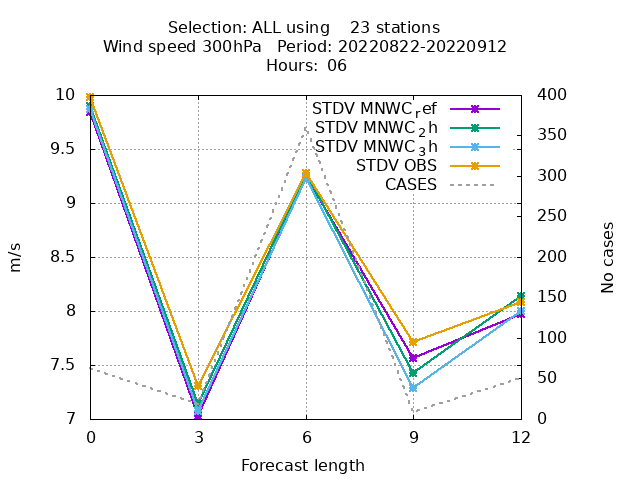 Selection: ALL using 23 stations
Wind speed 300hPa Period: 20220822-20220912
Hours: 06
STDV MNWC_ref
STDV MNWC_2h
STDV MNWC_3h
STDV OBS
CASES
10
9.5
9
8.5
8
7.5
7
400
350
300
250
200
150
100
50
0
m/s
No cases
0 3 6 9 12
Forecast length